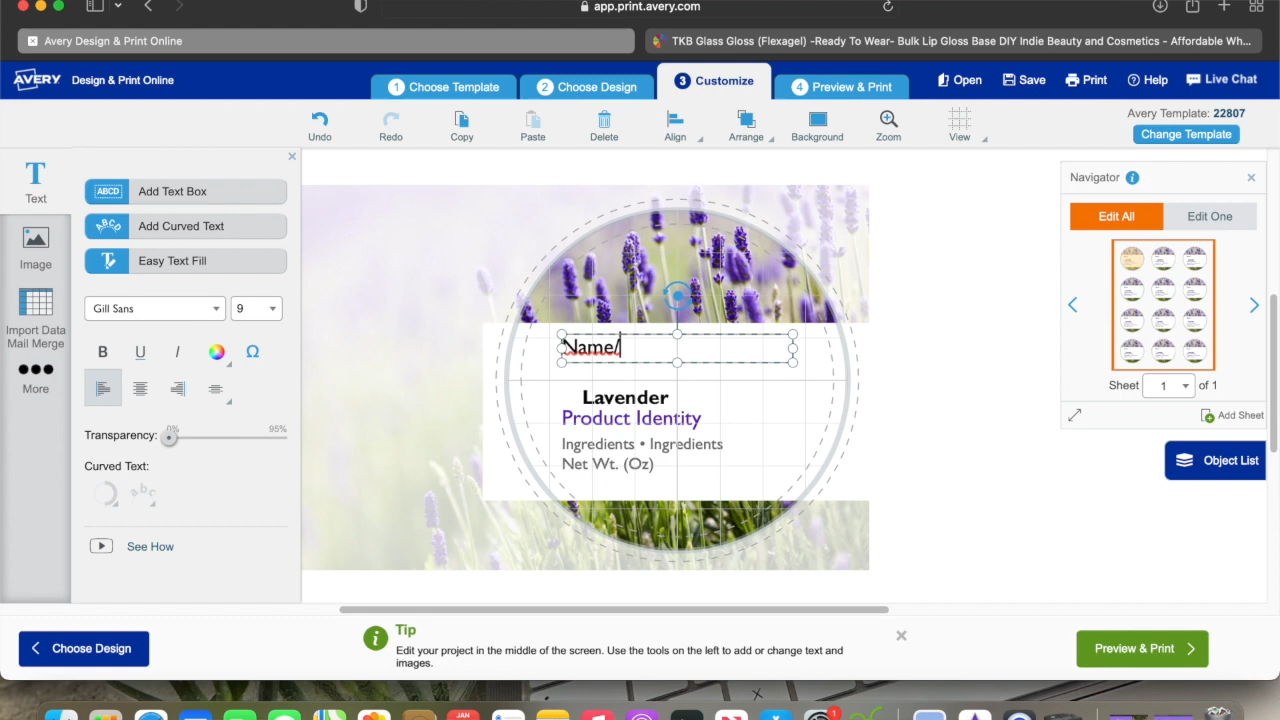 app.print.avery.com
Avery Design & Print Online
TKB Glass Gloss (Flexagel) -Ready To Wear- Bulk Lip Gloss Base DIY Indie Beauty and Cosmetics - Affordable Wh...
AVERY Design & Print Online
1 Choose Template
2 Choose Design
3 Customize
4 Preview & Print
Open
Save
Print
Help
Live Chat
Undo
Redo
Copy
Paste
Delete
Align
Arrange
Background
Zoom
View
Avery Template: 22807
Change Template
Text
Image
Import Data
Mail Merge
More
ABCD Add Text Box
ABCD Add Curved Text
Easy Text Fill
Gill Sans
9
B U I Ω
Transparency:
0%
95%
Curved Text:
abc
See How
Name/
Lavender
Product Identity
Ingredients • Ingredients
Net Wt. (Oz)
Navigator
Edit All
Edit One
Sheet 1 of 1
Add Sheet
Object List
Choose Design
Tip
Edit your project in the middle of the screen. Use the tools on the left to add or change text and
images.
Preview & Print
JAN
1